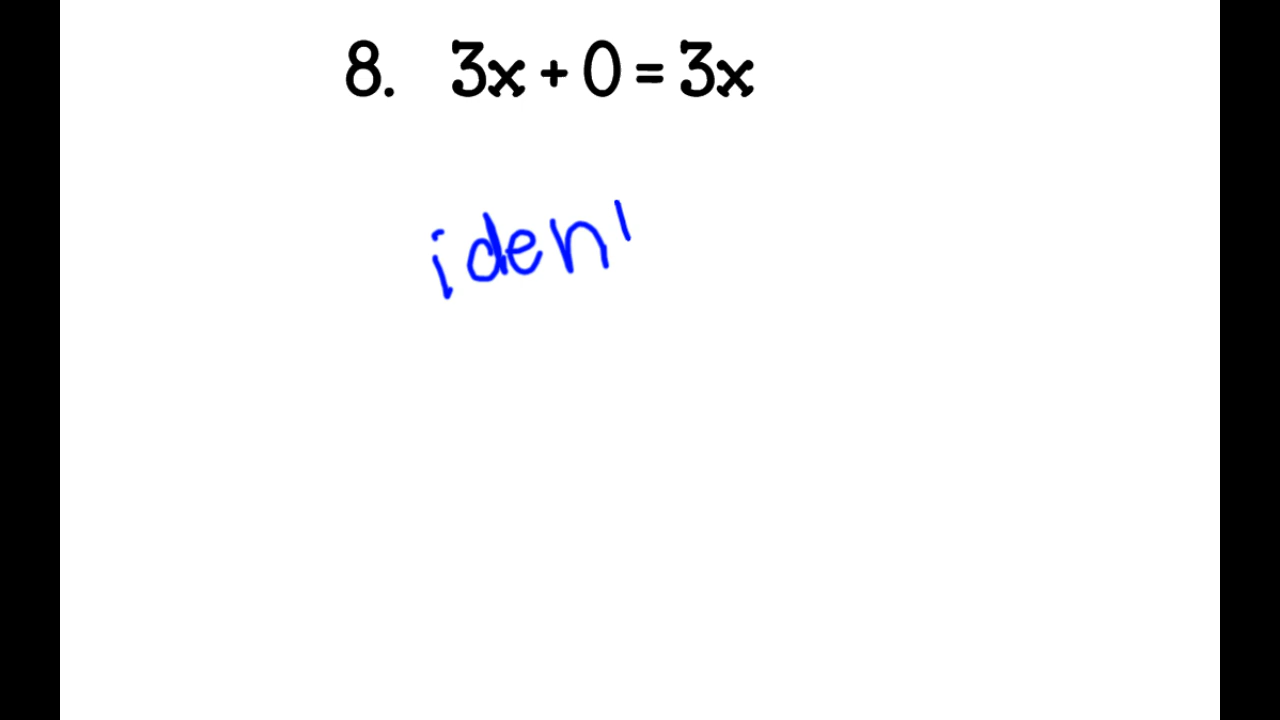 8. 3x + 0 = 3x
iden